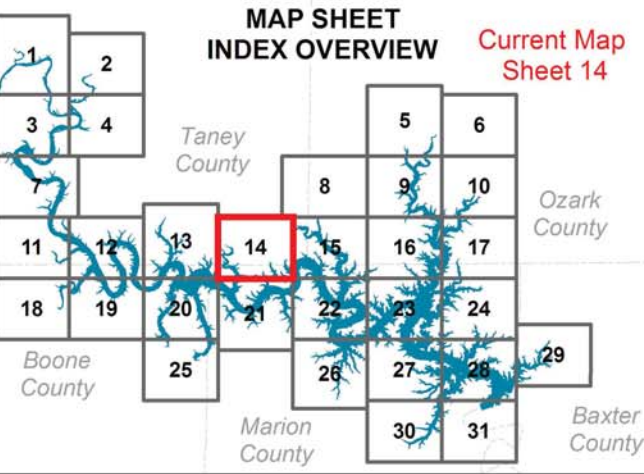 MAP SHEET
INDEX OVERVIEW
Current Map
Sheet 14
1
2
3
4
5
6
Taney
County
7
8
9
10
Ozark
County
11
12
13
14
15
16
17
18
19
20
21
22
23
24
Boone
County
25
26
27
28
29
Marion
County
30
31
Baxter
County